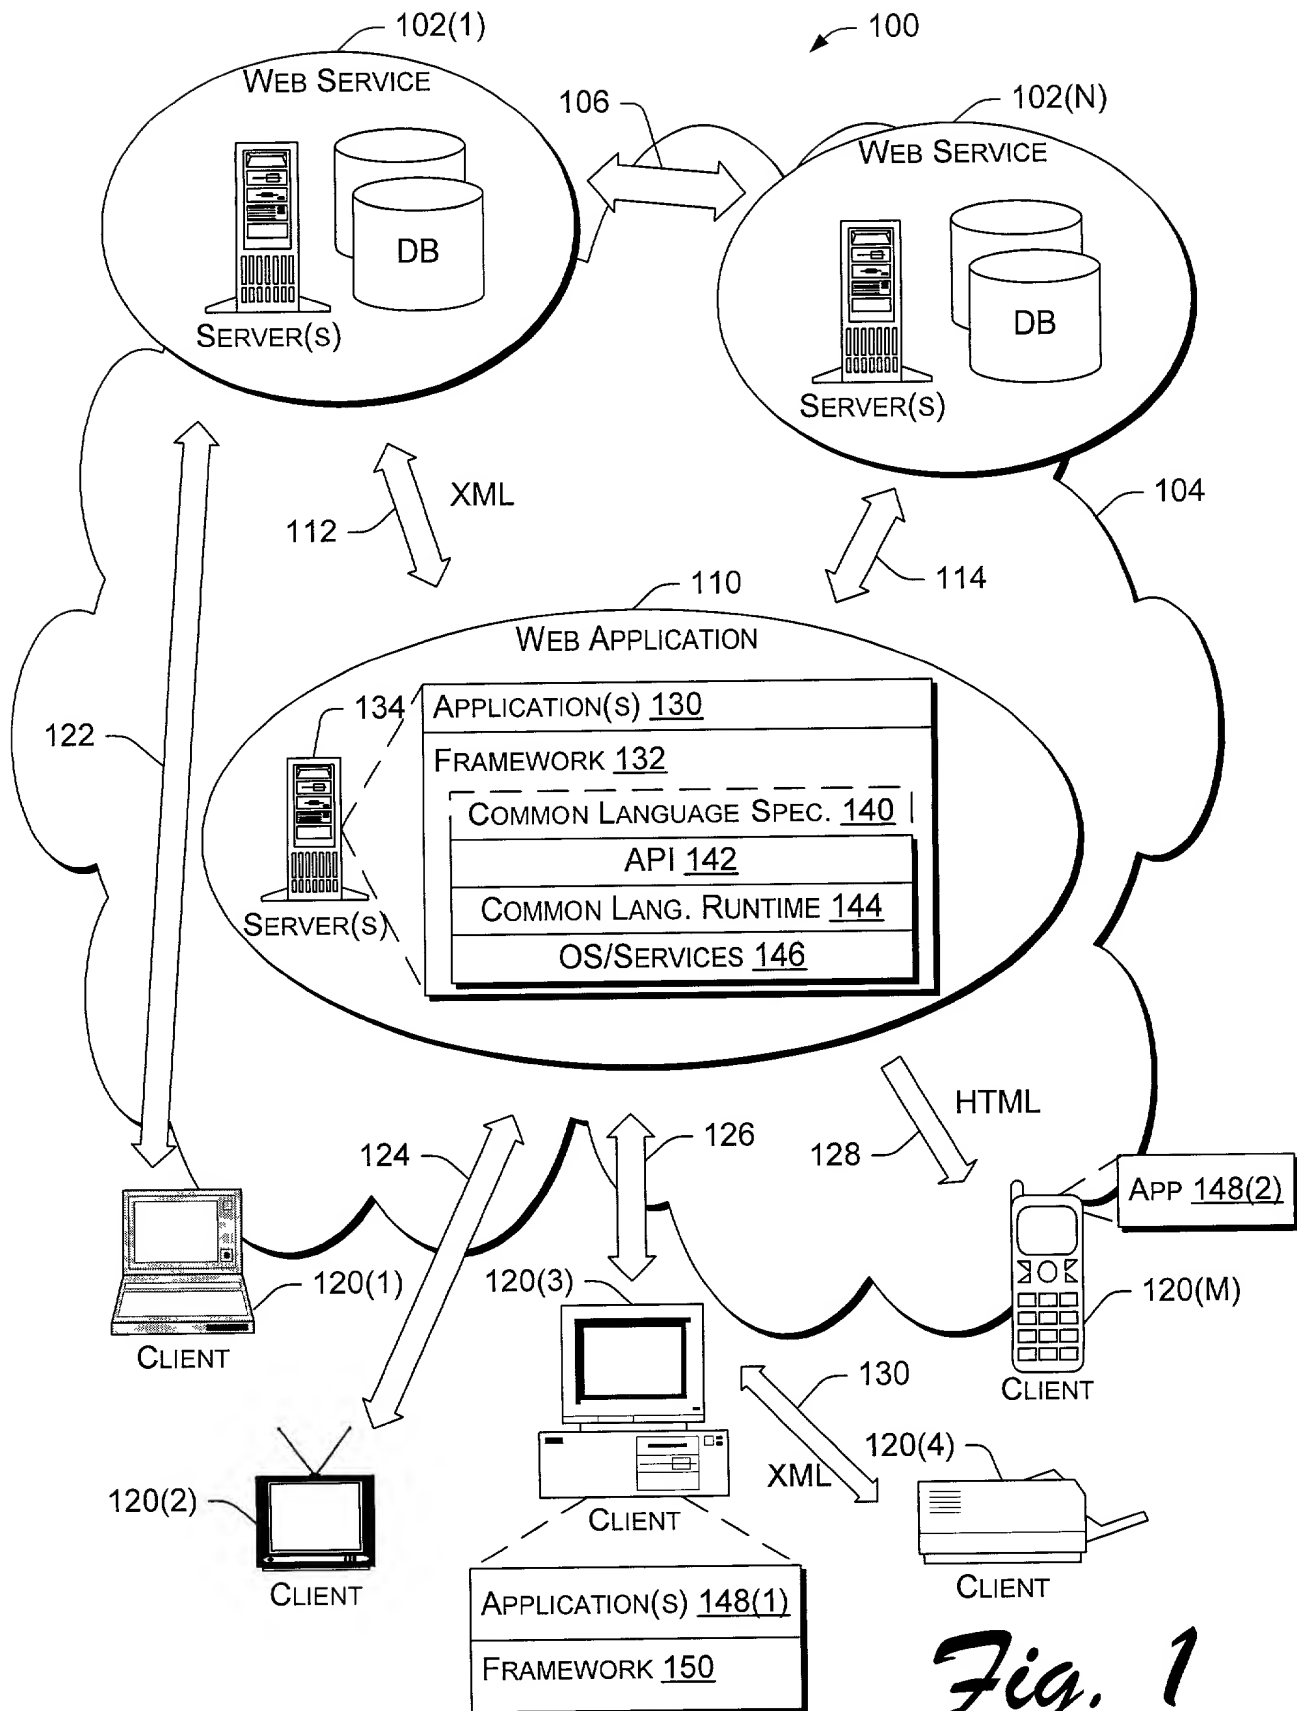 102(1)
100
WEB SERVICE
106
102(N)
WEB SERVICE
DB
SERVER(S)
DB
SERVER(S)
XML
104
112
114
110
WEB APPLICATION
134
APPLICATION(S) 130
122
FRAMEWORK 132
COMMON LANGUAGE SPEC. 140
API 142
COMMON LANG. RUNTIME 144
SERVER(S)
OS/SERVICES 146
HTML
124
126
128
APP 148(2)
120(1)
120(3)
120(M)
CLIENT
CLIENT
130
120(4)
XML
120(2)
CLIENT
CLIENT
CLIENT
APPLICATION(S) 148(1)
FRAMEWORK 150
Fig. 1